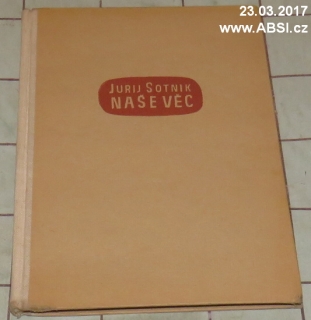 23.03.2017
www.ABSI.cz
JURIJ SOTNIK
NAŠE VĚC